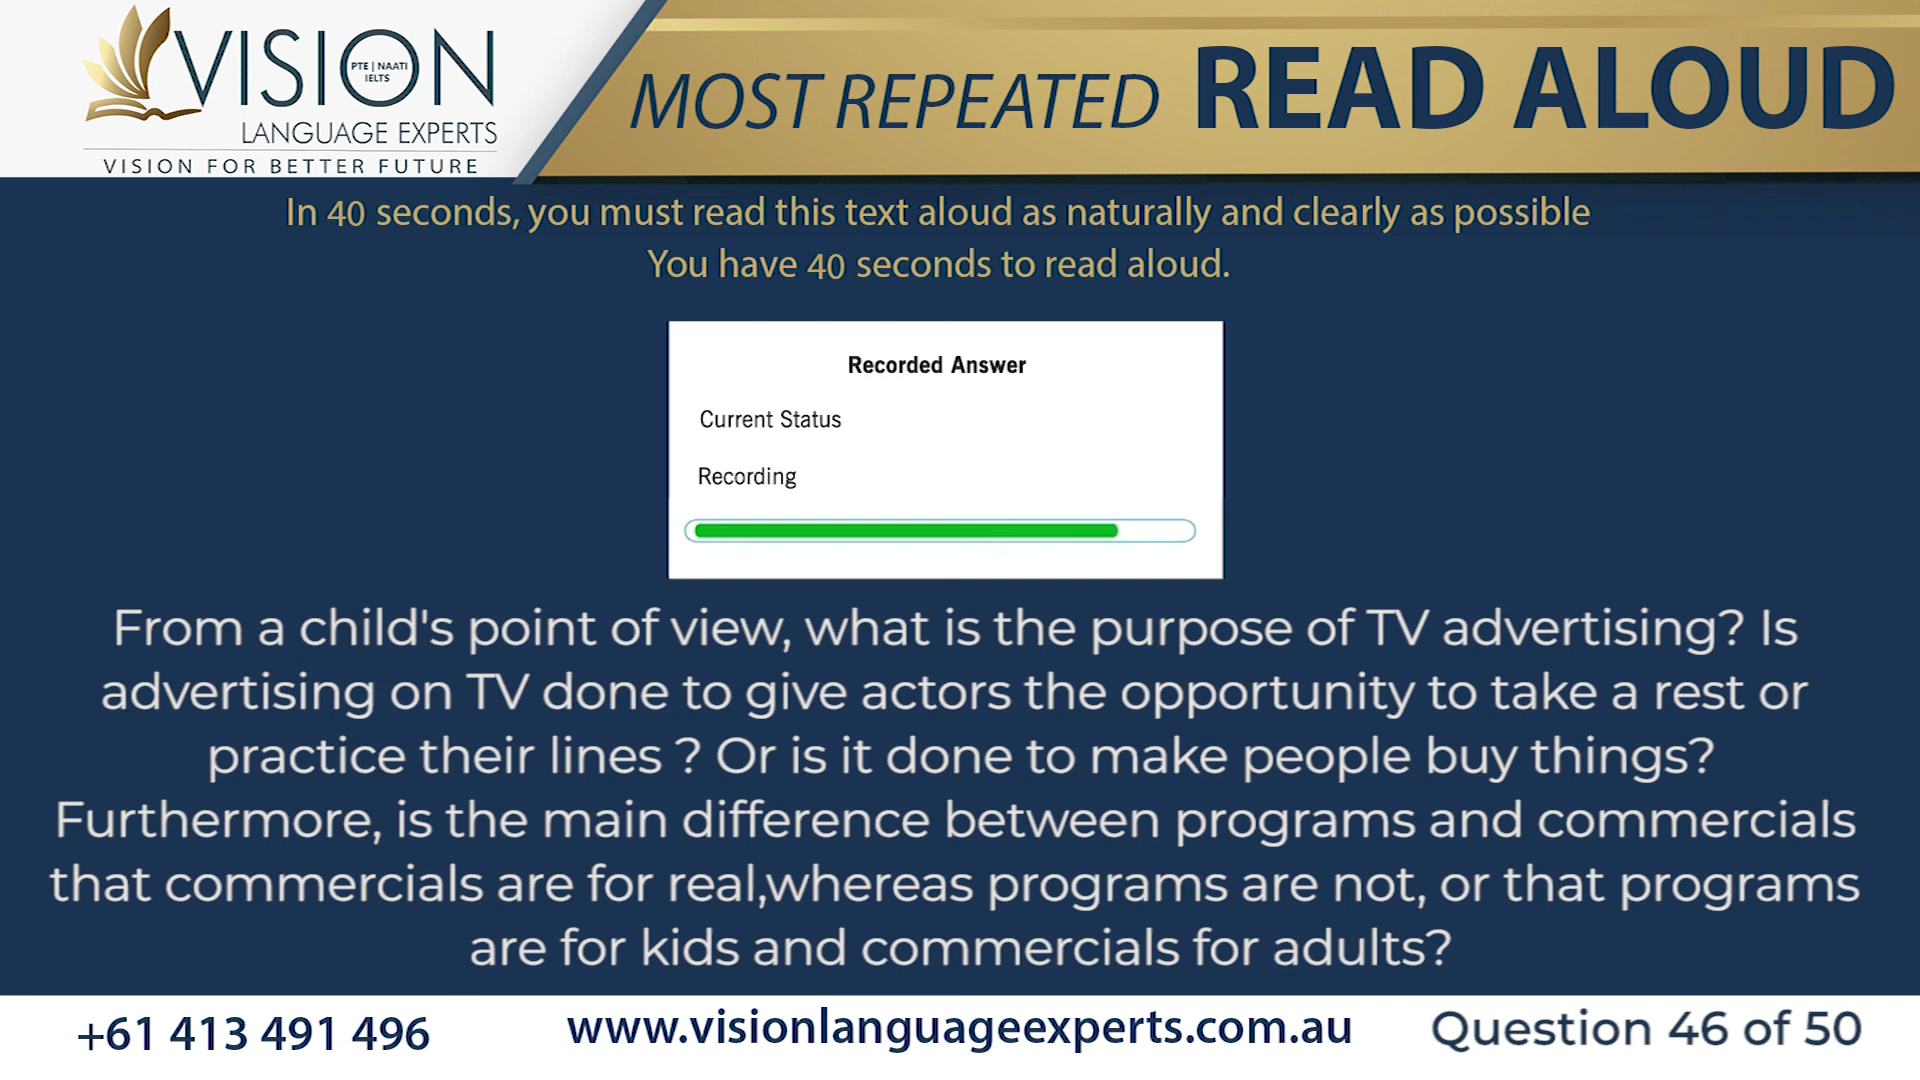 VISION
PTE | NAATI
IELTS
LANGUAGE EXPERTS
VISION FOR BETTER FUTURE
MOST REPEATED READ ALOUD
In 40 seconds, you must read this text aloud as naturally and clearly as possible
You have 40 seconds to read aloud.
Recorded Answer
Current Status
Recording
From a child's point of view, what is the purpose of TV advertising? Is
advertising on TV done to give actors the opportunity to take a rest or
practice their lines ? Or is it done to make people buy things?
Furthermore, is the main difference between programs and commercials
that commercials are for real,whereas programs are not, or that programs
are for kids and commercials for adults?
+61 413 491 496
www.visionlanguageexperts.com.au
Question 46 of 50